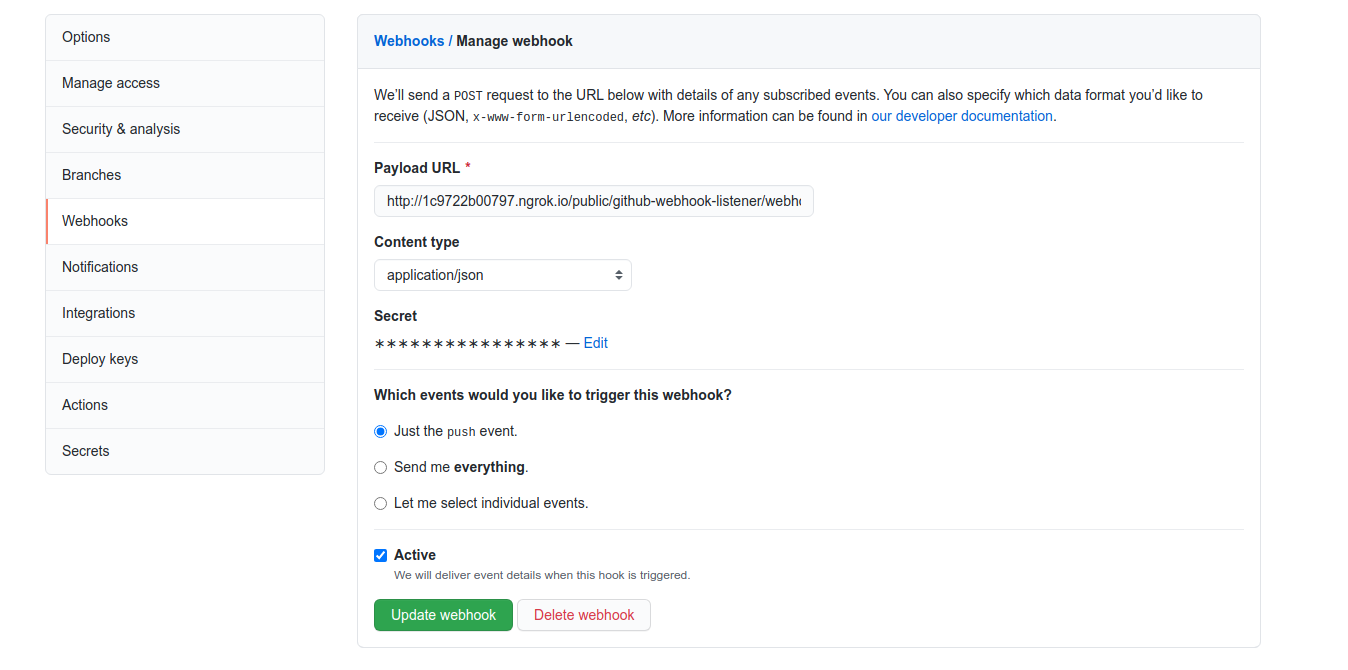 Options
Manage access
Security & analysis
Branches
Webhooks
Notifications
Integrations
Deploy keys
Actions
Secrets
Webhooks / Manage webhook
We’ll send a POST request to the URL below with details of any subscribed events. You can also specify which data format you’d like to
receive (JSON, x-www-form-urlencoded, etc). More information can be found in our developer documentation.
Payload URL *
http://1c9722b00797.ngrok.io/public/github-webhook-listener/webh
Content type
application/json
Secret
**************** — Edit
Which events would you like to trigger this webhook?
Just the push event.
Send me everything.
Let me select individual events.
Active
We will deliver event details when this hook is triggered.
Update webhook
Delete webhook